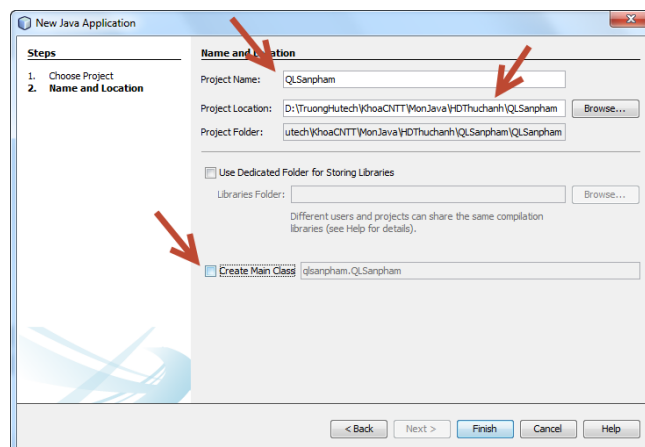 New Java Application
Steps
1. Choose Project
2. Name and Location
Name and Location
Project Name: QLSanpham
Project Location: D:\TruongHutech\KhoaCNTT\MonJava\HDThuchanh\QLSanpham Browse...
Project Folder: utech\KhoaCNTT\MonJava\HDThuchanh\QLSanpham\QLSanpham
Use Dedicated Folder for Storing Libraries
Libraries Folder: Browse...
Different users and projects can share the same compilation
libraries (see Help for details).
Create Main Class qlsanpham.QLSanpham
< Back Next > Finish Cancel Help